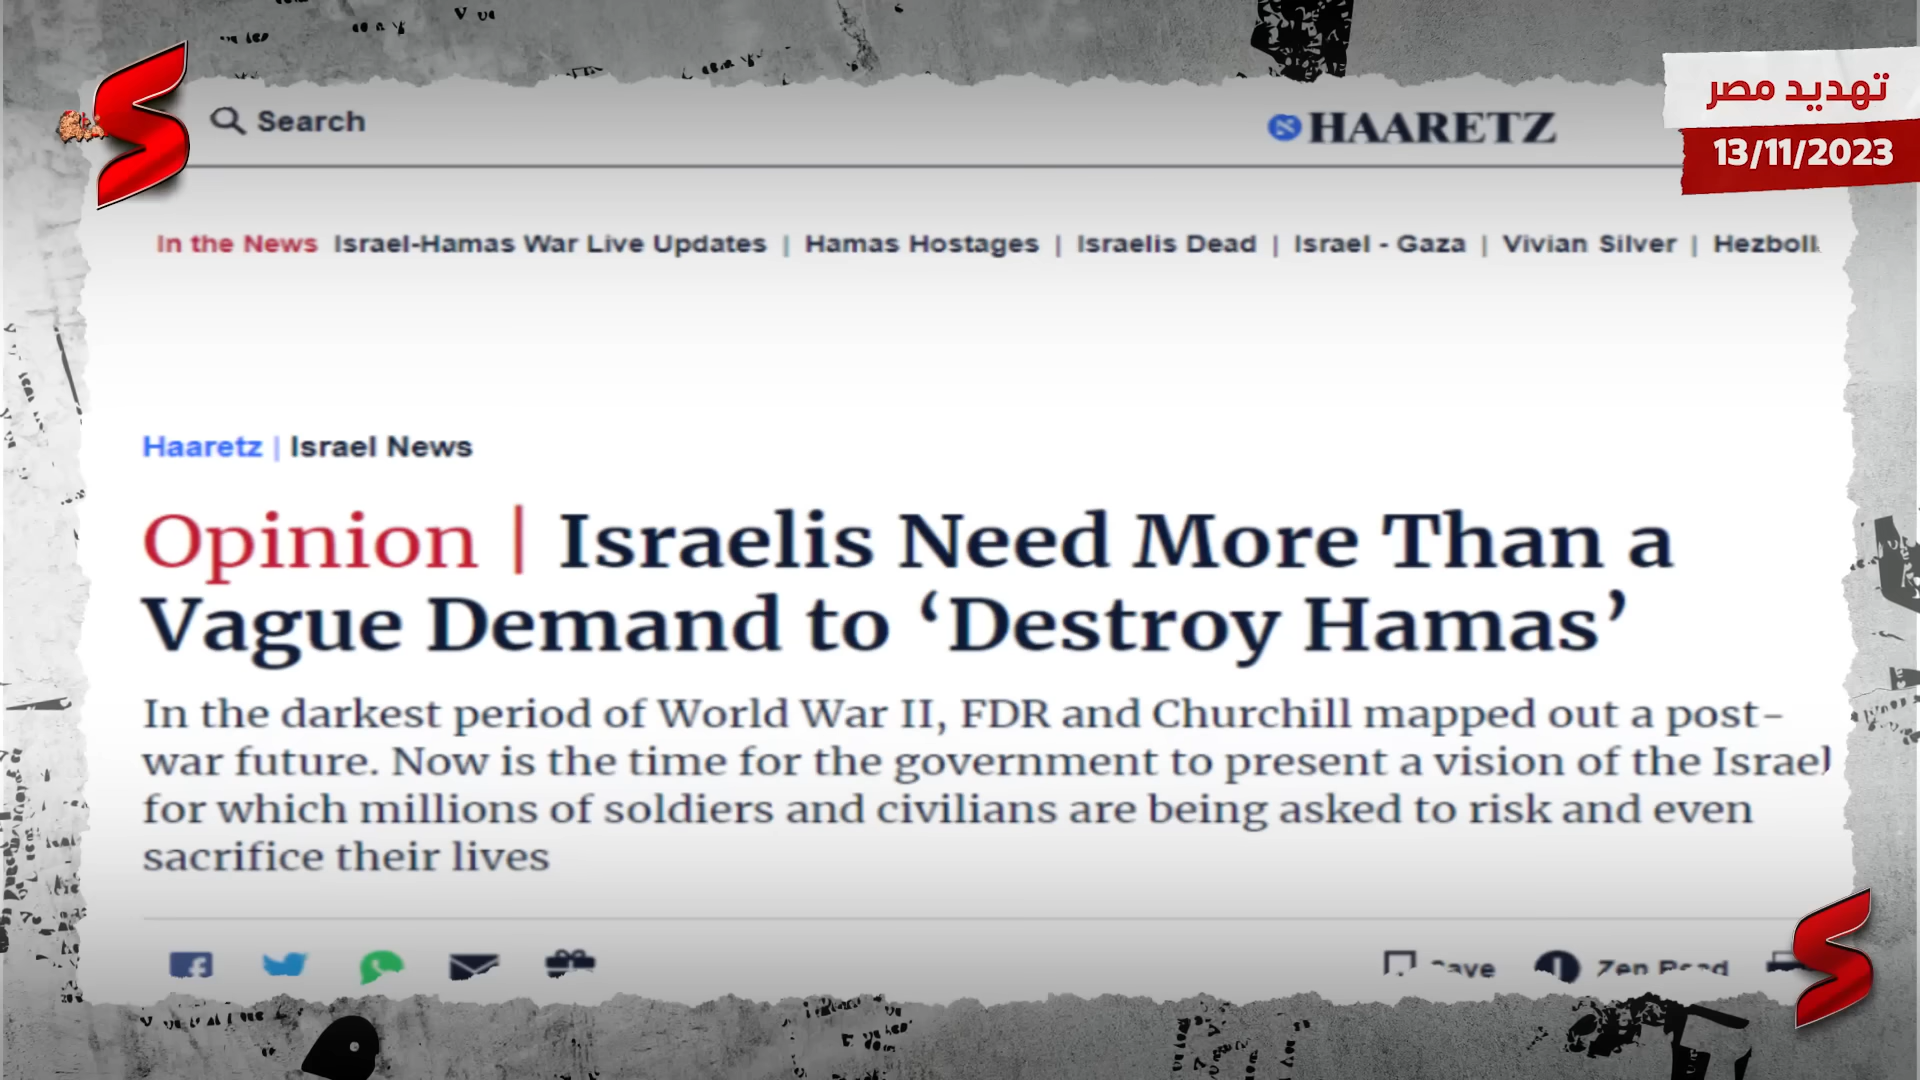 تهديد مصر
13/11/2023
Search
HAARETZ
In the News Israel-Hamas War Live Updates | Hamas Hostages | Israelis Dead | Israel - Gaza | Vivian Silver | Hezboll
Haaretz | Israel News
Opinion | Israelis Need More Than a
Vague Demand to ‘Destroy Hamas’
In the darkest period of World War II, FDR and Churchill mapped out a post-
war future. Now is the time for the government to present a vision of the Israel
for which millions of soldiers and civilians are being asked to risk and even
sacrifice their lives
Zen Read